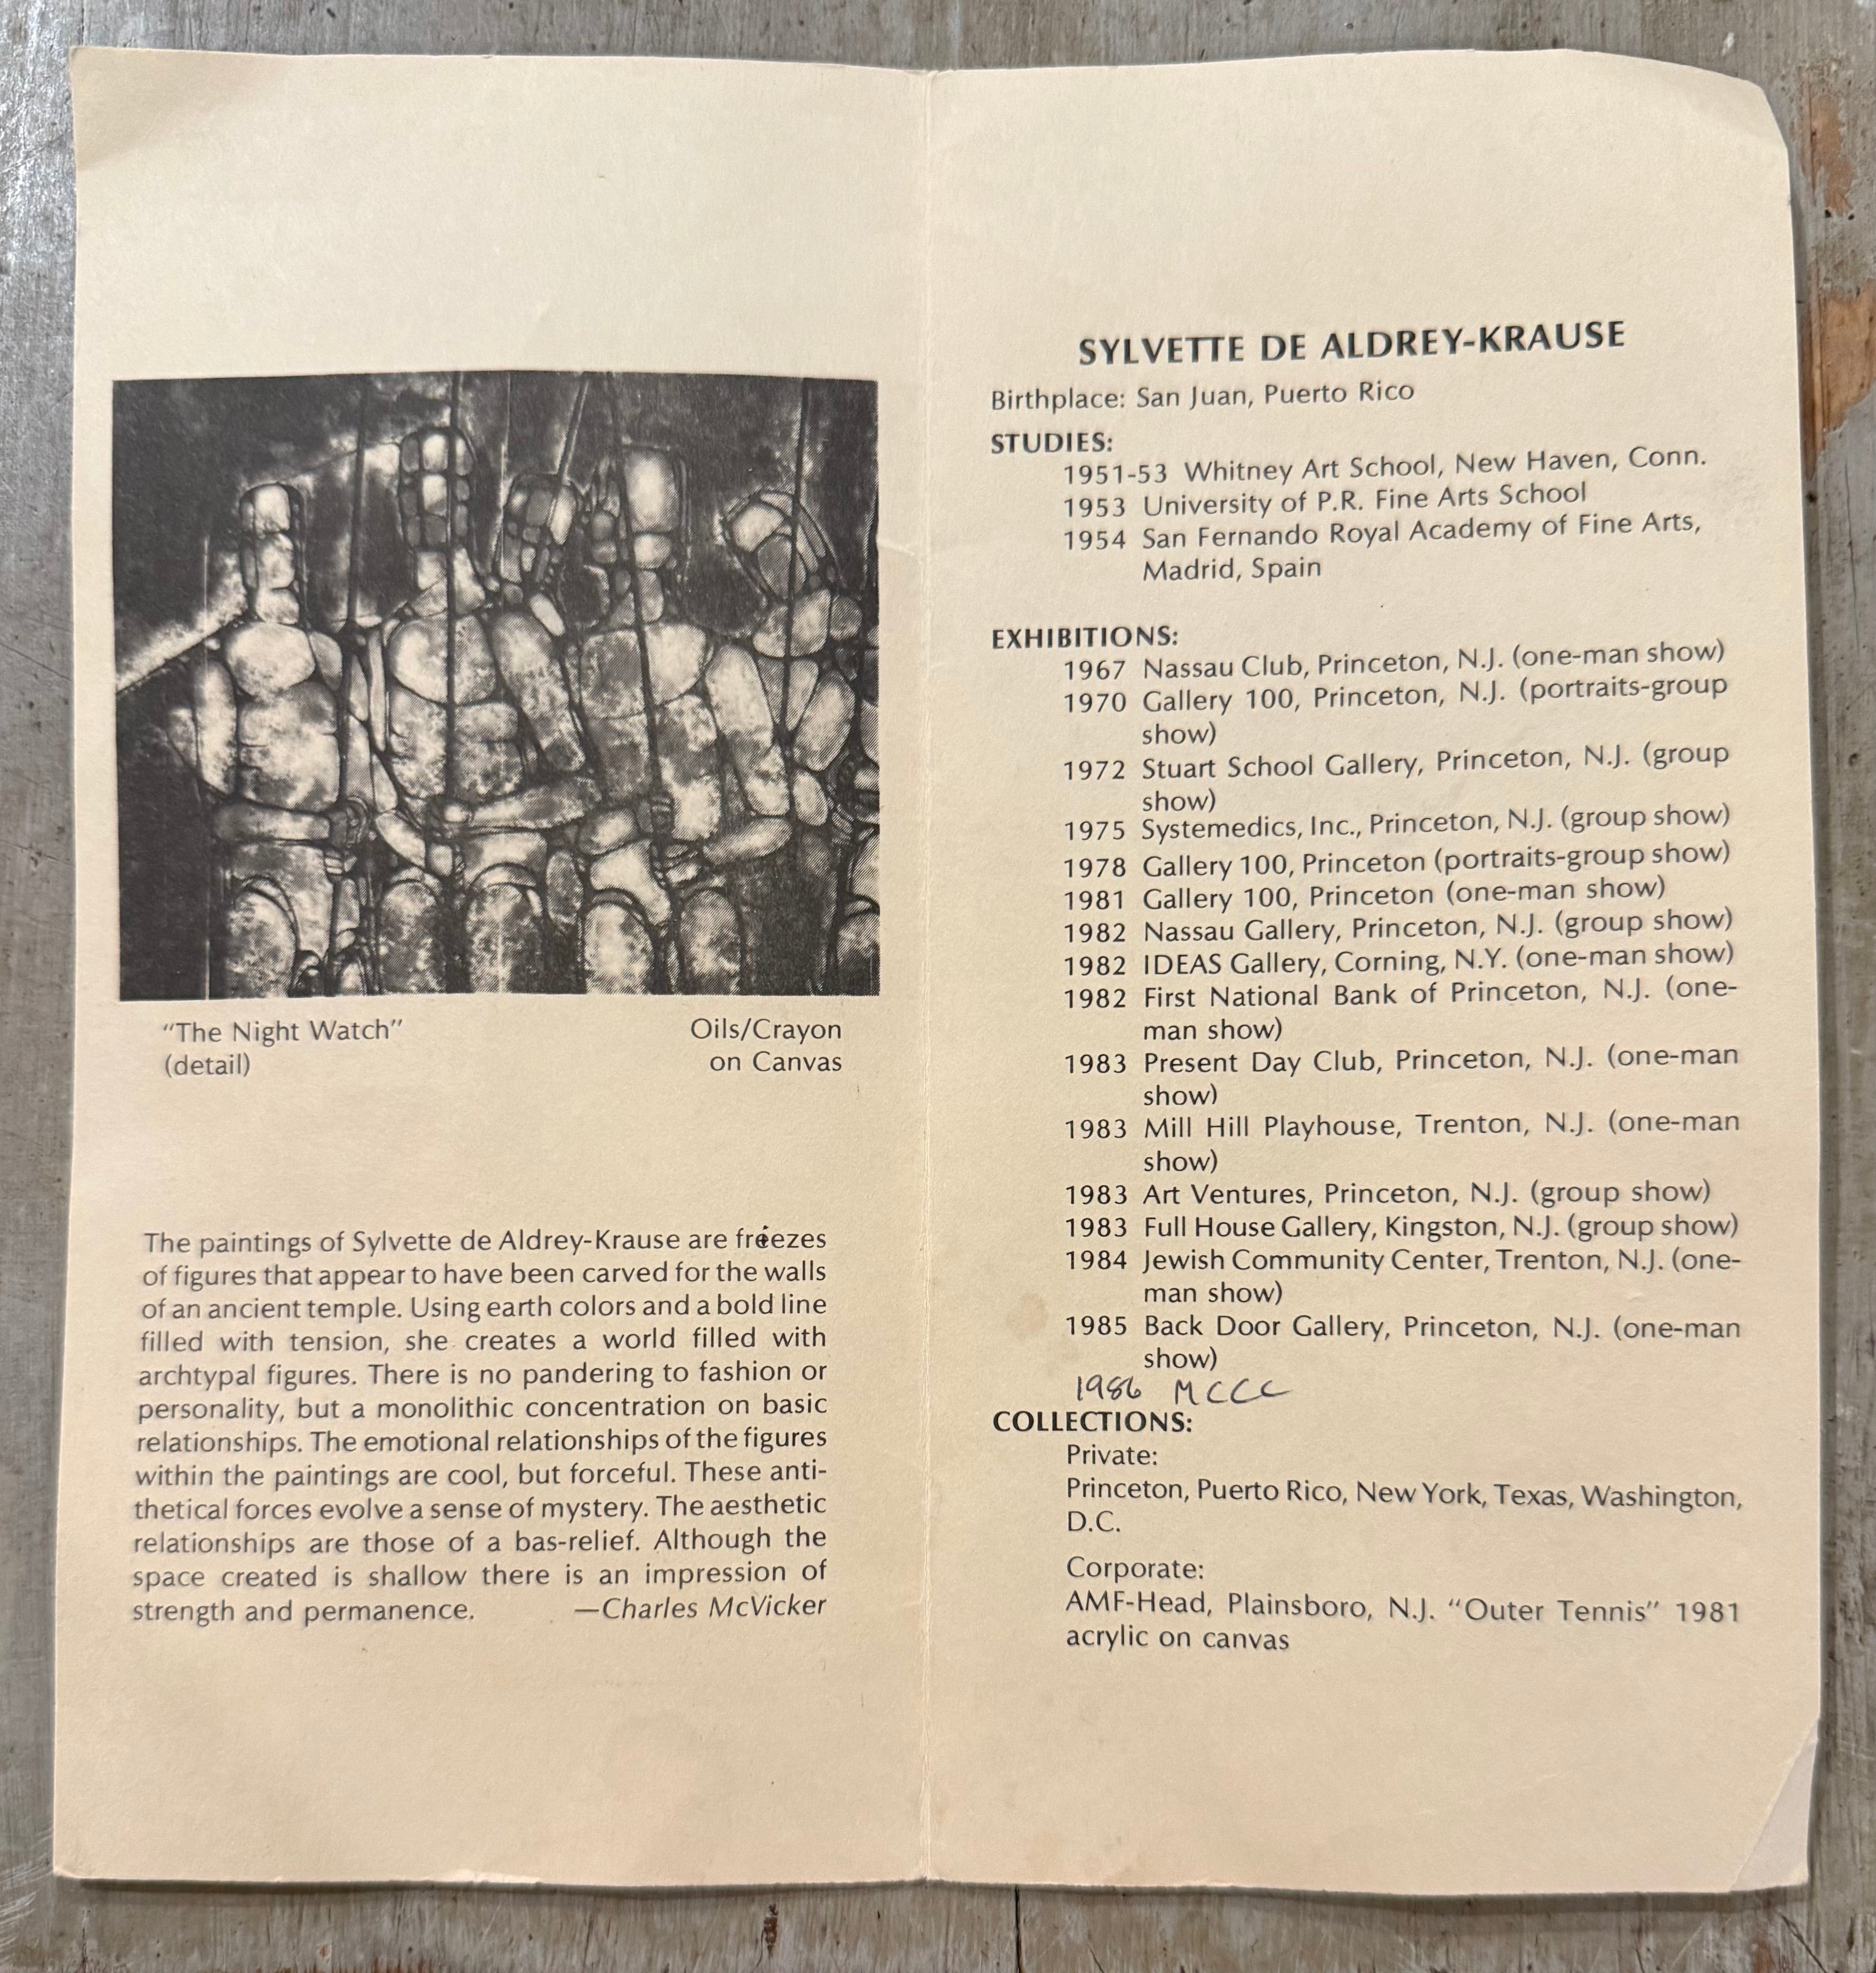 "The Night Watch"
(detail)
Oils/Crayon
on Canvas
The paintings of Sylvette de Aldrey-Krause are friezes
of figures that appear to have been carved for the walls
of an ancient temple. Using earth colors and a bold line
filled with tension, she creates a world filled with
archtypal figures. There is no pandering to fashion or
personality, but a monolithic concentration on basic
relationships. The emotional relationships of the figures
within the paintings are cool, but forceful. These anti-
thetical forces evolve a sense of mystery. The aesthetic
relationships are those of a bas-relief. Although the
space created is shallow there is an impression of
strength and permanence. —Charles McVicker
SYLVETTE DE ALDREY-KRAUSE
Birthplace: San Juan, Puerto Rico
STUDIES:
1951-53 Whitney Art School, New Haven, Conn.
1953 University of P.R. Fine Arts School
1954 San Fernando Royal Academy of Fine Arts,
Madrid, Spain
EXHIBITIONS:
1967 Nassau Club, Princeton, N.J. (one-man show)
1970 Gallery 100, Princeton, N.J. (portraits-group
show)
1972 Stuart School Gallery, Princeton, N.J. (group
show)
1975 Systemedics, Inc., Princeton, N.J. (group show)
1978 Gallery 100, Princeton (portraits-group show)
1981 Gallery 100, Princeton (one-man show)
1982 Nassau Gallery, Princeton, N.J. (group show)
1982 IDEAS Gallery, Corning, N.Y. (one-man show)
1982 First National Bank of Princeton, N.J. (one-
man show)
1983 Present Day Club, Princeton, N.J. (one-man
show)
1983 Mill Hill Playhouse, Trenton, N.J. (one-man
show)
1983 Art Ventures, Princeton, N.J. (group show)
1983 Full House Gallery, Kingston, N.J. (group show)
1984 Jewish Community Center, Trenton, N.J. (one-
man show)
1985 Back Door Gallery, Princeton, N.J. (one-man
show)
1986 MCCC
COLLECTIONS:
Private:
Princeton, Puerto Rico, New York, Texas, Washington,
D.C.
Corporate:
AMF-Head, Plainsboro, N.J. "Outer Tennis" 1981
acrylic on canvas